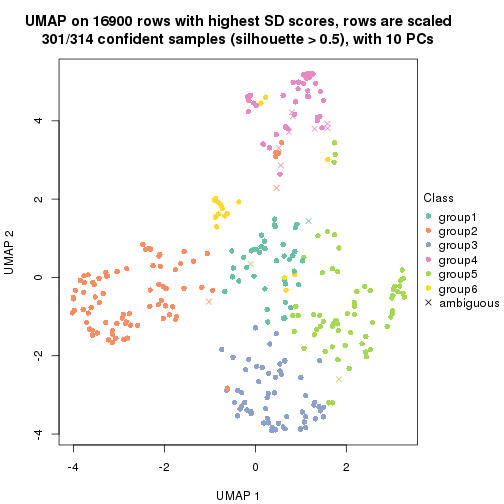 UMAP on 16900 rows with highest SD scores, rows are scaled
301/314 confident samples (silhouette > 0.5), with 10 PCs
4
2
0
-2
-4
UMAP 2
-4
-2
0
2
UMAP 1
Class
group1
group2
group3
group4
group5
group6
ambiguous